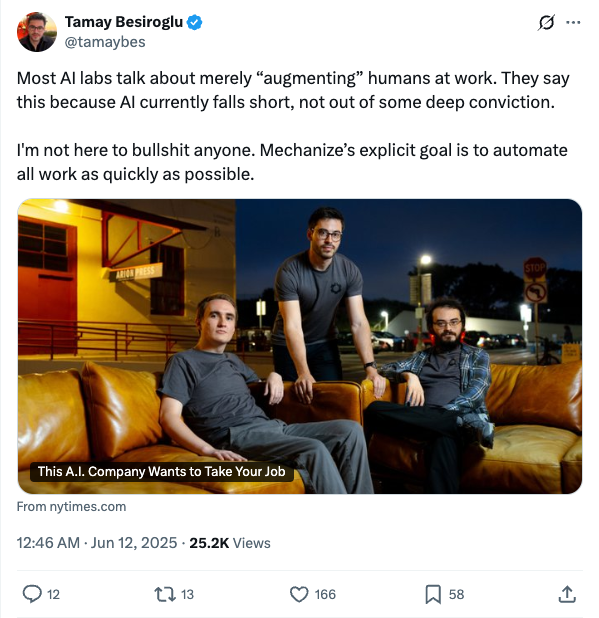 Tamay Besiroglu
@tamaybes
Most AI labs talk about merely “augmenting” humans at work. They say
this because AI currently falls short, not out of some deep conviction.
I'm not here to bullshit anyone. Mechanize’s explicit goal is to automate
all work as quickly as possible.
ARION PRESS
STOP
This A.I. Company Wants to Take Your Job
From nytimes.com
12:46 AM · Jun 12, 2025 · 25.2K Views
12 13 166 58